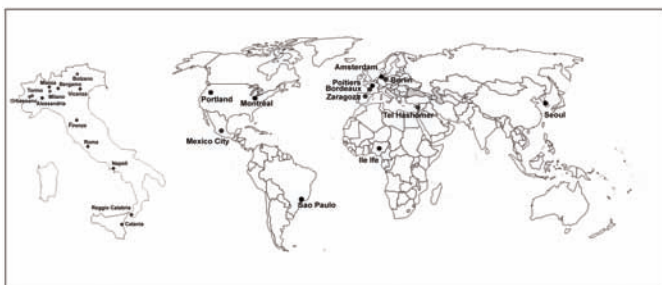 Bolzano
Monza
Bergamo
Torino
Vicenza
Milano
Orbassano
Alessandria
Firenze
Roma
Napoli
Reggio Calabria
Catania
Amsterdam
Berlin
Poitiers
Bordeaux
Zaragoza
Portland
Montreal
Tel Hashomer
Seoul
Mexico City
Ile Ife
Sao Paulo